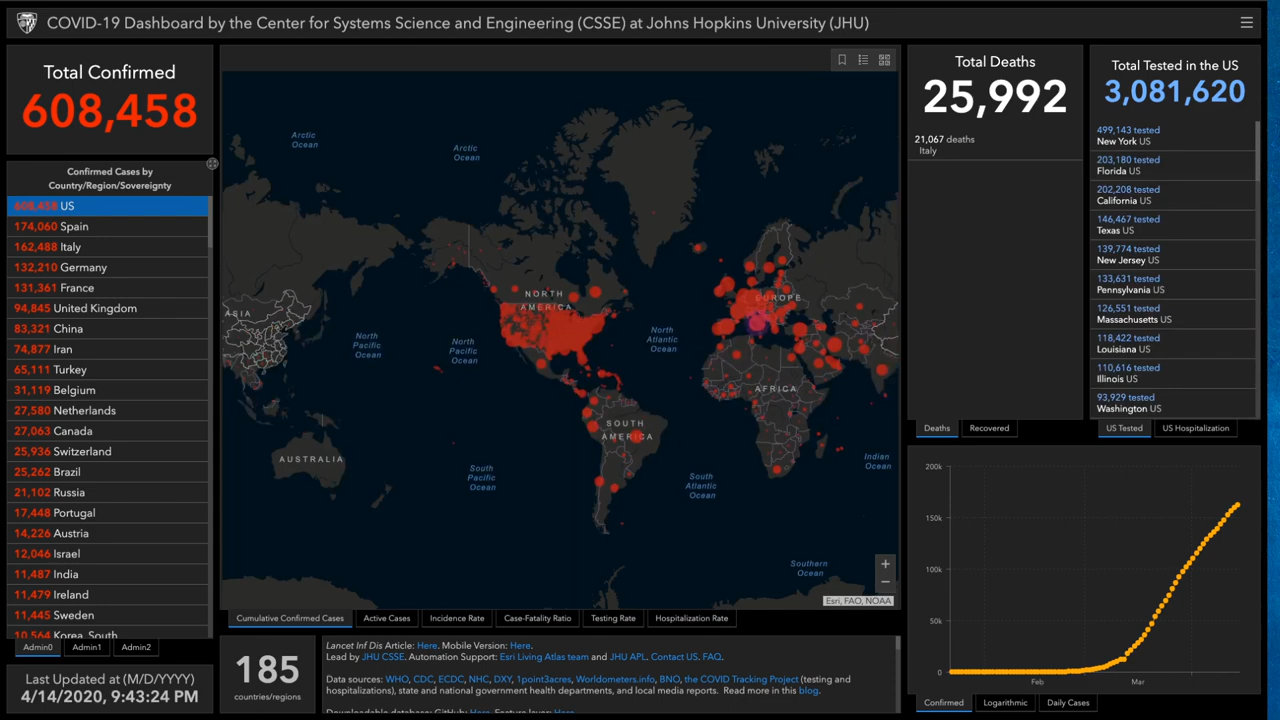 COVID-19 Dashboard by the Center for Systems Science and Engineering (CSSE) at Johns Hopkins University (JHU)
Total Confirmed
608,458
Confirmed Cases by
Country/Region/Sovereignty
608,458 US
174,060 Spain
162,488 Italy
132,210 Germany
131,361 France
94,845 United Kingdom
83,321 China
74,877 Iran
65,111 Turkey
31,119 Belgium
27,580 Netherlands
27,063 Canada
25,936 Switzerland
25,262 Brazil
21,102 Russia
17,448 Portugal
14,226 Austria
12,046 Israel
11,487 India
11,479 Ireland
11,445 Sweden
10,564 Korea, South
Admin0
Admin1
Admin2
Last Updated at (M/D/YYYY)
4/14/2020, 9:43:24 PM
Arctic
Ocean
Arctic
Ocean
NORTH
AMERICA
EUROPE
ASIA
North
Pacific
Ocean
North
Pacific
Ocean
North
Atlantic
Ocean
AFRICA
SOUTH
AMERICA
AUSTRALIA
South
Pacific
Ocean
South
Atlantic
Ocean
Indian
Ocean
Southern
Ocean
+
−
Esri, FAO, NOAA
Cumulative Confirmed Cases
Active Cases
Incidence Rate
Case-Fatality Ratio
Testing Rate
Hospitalization Rate
185
countries/regions
Lancet Inf Dis Article: Here. Mobile Version: Here.
Lead by JHU CSSE. Automation Support: Esri Living Atlas team and JHU APL. Contact US. FAQ.
Data sources: WHO, CDC, ECDC, NHC, DXY, 1point3acres, Worldometers.info, BNO, the COVID Tracking Project (testing and
hospitalizations), state and national government health departments, and local media reports. Read more in this blog.
Downloadable database: GitHub: Here. Feature layer: Here.
Total Deaths
25,992
21,067 deaths
Italy
Deaths
Recovered
Total Tested in the US
3,081,620
499,143 tested
New York US
203,180 tested
Florida US
202,208 tested
California US
146,467 tested
Texas US
139,774 tested
New Jersey US
133,631 tested
Pennsylvania US
126,551 tested
Massachusetts US
118,422 tested
Louisiana US
110,616 tested
Illinois US
93,929 tested
Washington US
US Tested
US Hospitalization
200k
150k
100k
50k
0
Feb
Mar
Confirmed
Logarithmic
Daily Cases